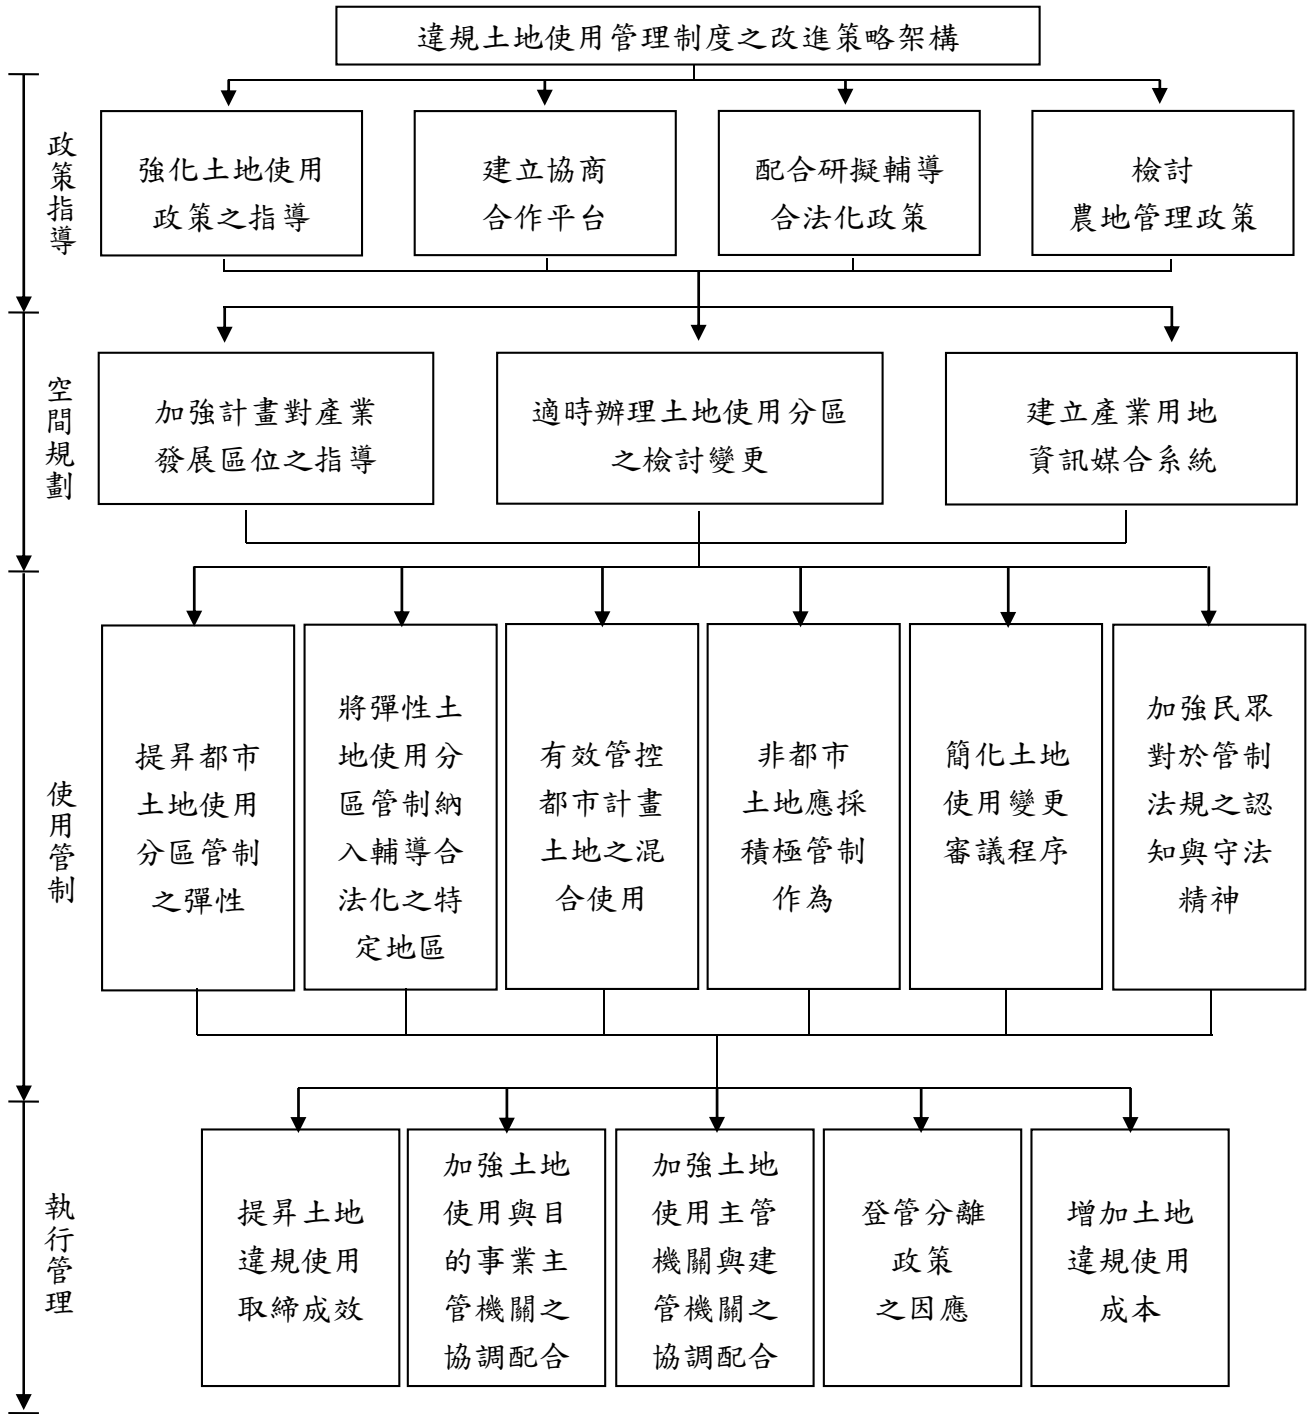 違規土地使用管理制度之改進策略架構
政策指導
強化土地使用
政策之指導
建立協商
合作平台
配合研擬輔導
合法化政策
檢討
農地管理政策
空間規劃
加強計畫對產業
發展區位之指導
適時辦理土地使用分區
之檢討變更
建立產業用地
資訊媒合系統
使用管制
提昇都市
土地使用
分區管制
之彈性
將彈性土
地使用分
區管制納
入輔導合
法化之特
定地區
有效管控
都市計畫
土地之混
合使用
非都市
土地應採
積極管制
作為
簡化土地
使用變更
審議程序
加強民眾
對於管制
法規之認
知與守法
精神
執行管理
提昇土地
違規使用
取締成效
加強土地
使用與目
的事業主
管機關之
協調配合
加強土地
使用主管
機關與建
管機關之
協調配合
登管分離
政策
之因應
增加土地
違規使用
成本